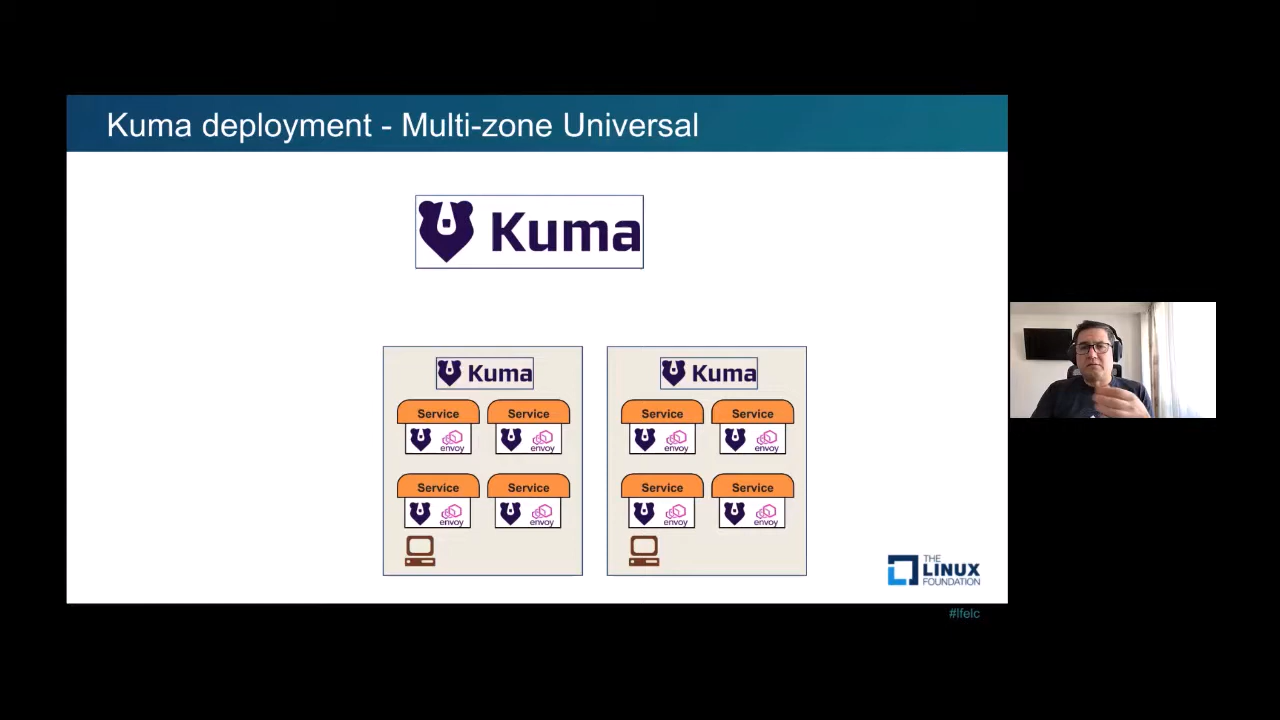 Kuma deployment - Multi-zone Universal
Kuma
Kuma
Service
Service
envoy
envoy
Service
Service
envoy
envoy
Kuma
Service
Service
envoy
envoy
Service
Service
envoy
envoy
THE
LINUX
FOUNDATION
#lfelc